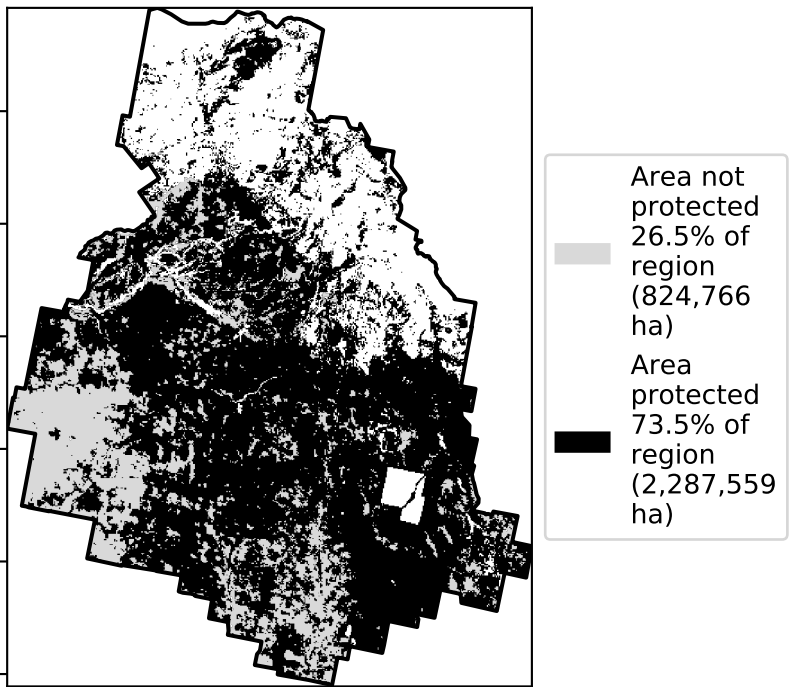 Area not
protected
26.5% of
region
(824,766
ha)
Area
protected
73.5% of
region
(2,287,559
ha)